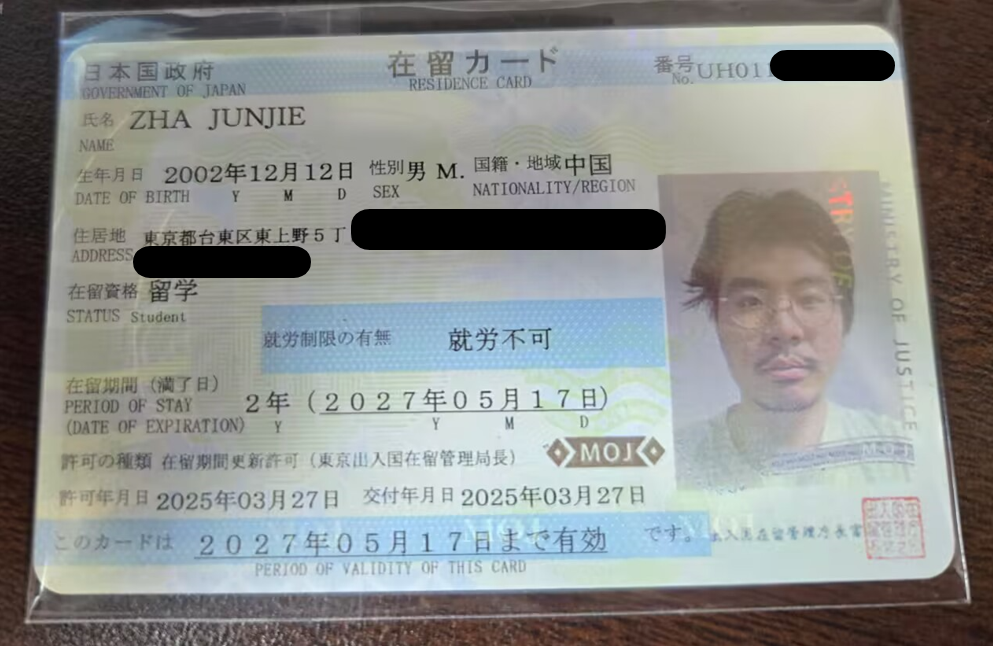 日本国政府 在留カード 番号 UH011
GOVERNMENT OF JAPAN RESIDENCE CARD No.
氏名 ZHA JUNJIE
NAME
生年月日 2002年12月12日 性別 男 M. 国籍・地域 中国
DATE OF BIRTH Y M D SEX NATIONALITY/REGION
住居地 東京都台東区東上野5丁
ADDRESS
在留資格 留学
STATUS Student
就労制限の有無 就労不可
在留期間(満了日)
PERIOD OF STAY 2年(2027年05月17日)
(DATE OF EXPIRATION) Y Y M D
MOJ
許可の種類 在留期間更新許可(東京出入国在留管理局長)
許可年月日 2025年03月27日 交付年月日 2025年03月27日
このカードは 2027年05月17日まで有効 です。
PERIOD OF VALIDITY OF THIS CARD
入国在留管理庁長官
MINISTRY OF JUSTICE